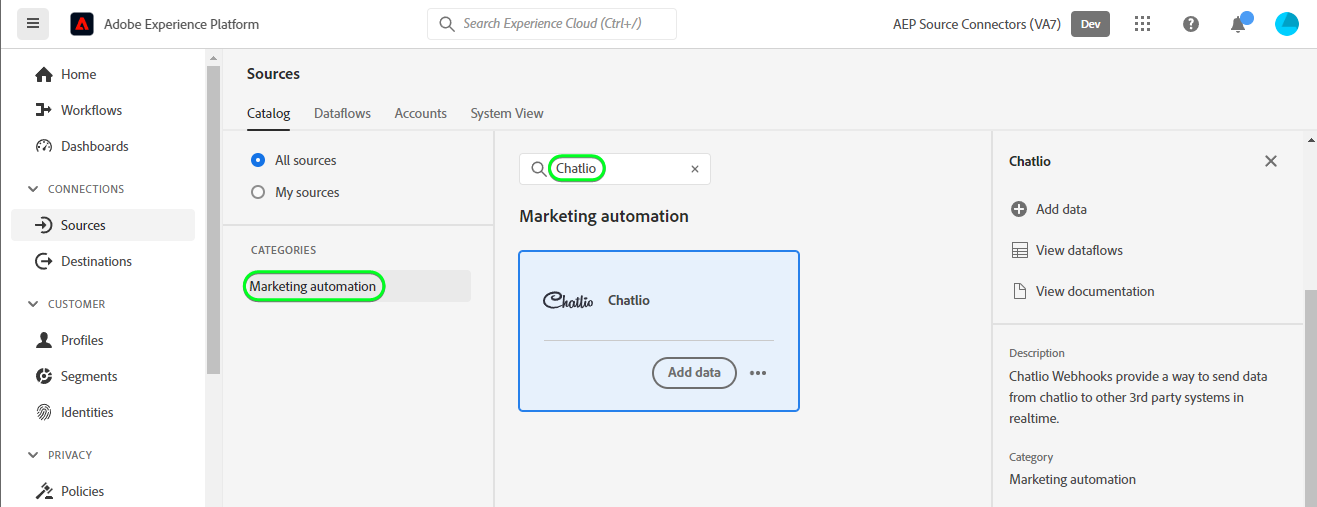 Adobe Experience Platform
Search Experience Cloud (Ctrl+/)
AEP Source Connectors (VA7)
Dev
Home
Workflows
Dashboards
CONNECTIONS
Sources
Destinations
CUSTOMER
Profiles
Segments
Identities
PRIVACY
Policies
Sources
Catalog Dataflows Accounts System View
All sources
My sources
CATEGORIES
Marketing automation
Chatlio
Marketing automation
Chatlio Chatlio
Add data
Chatlio
Add data
View dataflows
View documentation
Description
Chatlio Webhooks provide a way to send data
from chatlio to other 3rd party systems in
realtime.
Category
Marketing automation